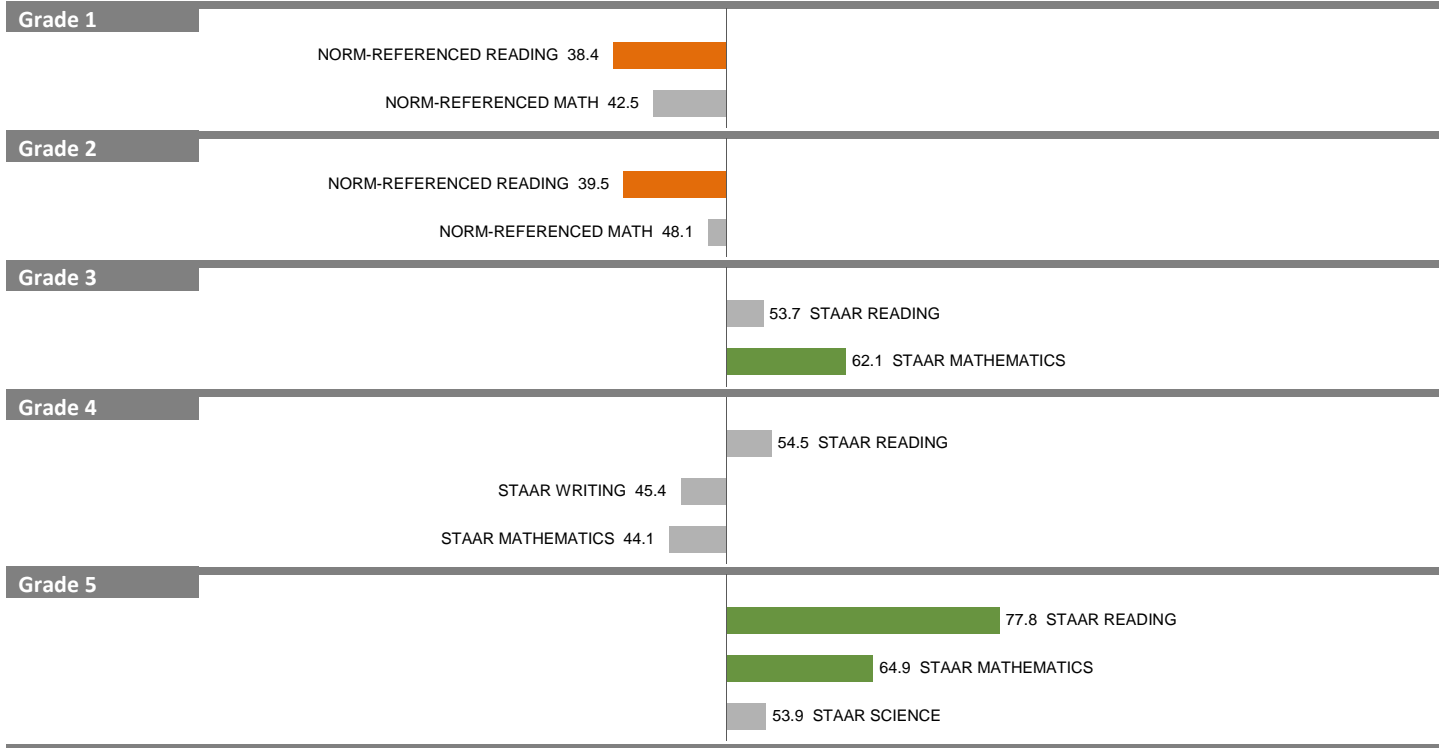 Grade 1
NORM-REFERENCED READING 38.4
NORM-REFERENCED MATH 42.5
Grade 2
NORM-REFERENCED READING 39.5
NORM-REFERENCED MATH 48.1
Grade 3
53.7 STAAR READING
62.1 STAAR MATHEMATICS
Grade 4
54.5 STAAR READING
STAAR WRITING 45.4
STAAR MATHEMATICS 44.1
Grade 5
77.8 STAAR READING
64.9 STAAR MATHEMATICS
53.9 STAAR SCIENCE